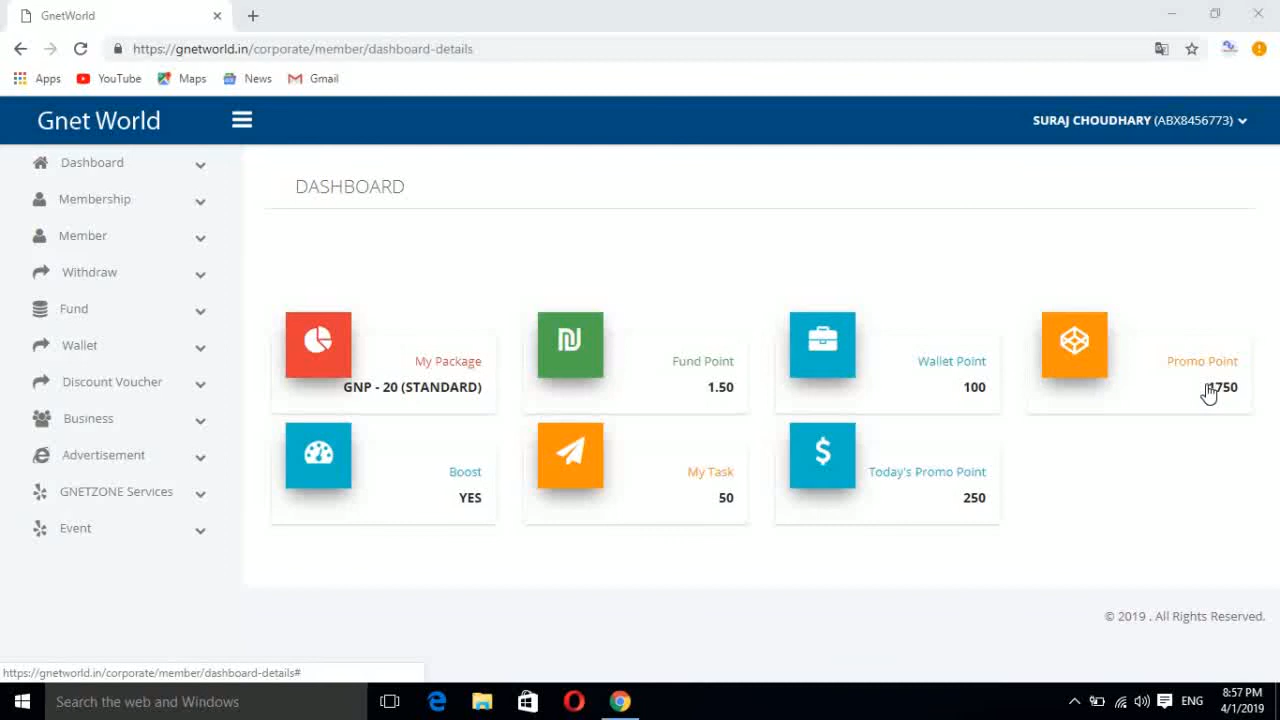 GnetWorld
https://gnetworld.in/corporate/member/dashboard-details
Apps YouTube Maps News Gmail
Gnet World
SURAJ CHOUDHARY (ABX8456773)
Dashboard
Membership
Member
Withdraw
Fund
Wallet
Discount Voucher
Business
Advertisement
GNETZONE Services
Event
DASHBOARD
My Package
GNP - 20 (STANDARD)
Fund Point
1.50
Wallet Point
100
Promo Point
1750
Boost
YES
My Task
50
Today's Promo Point
250
© 2019 . All Rights Reserved.
https://gnetworld.in/corporate/member/dashboard-details#
Search the web and Windows
ENG
8:57 PM
4/1/2019